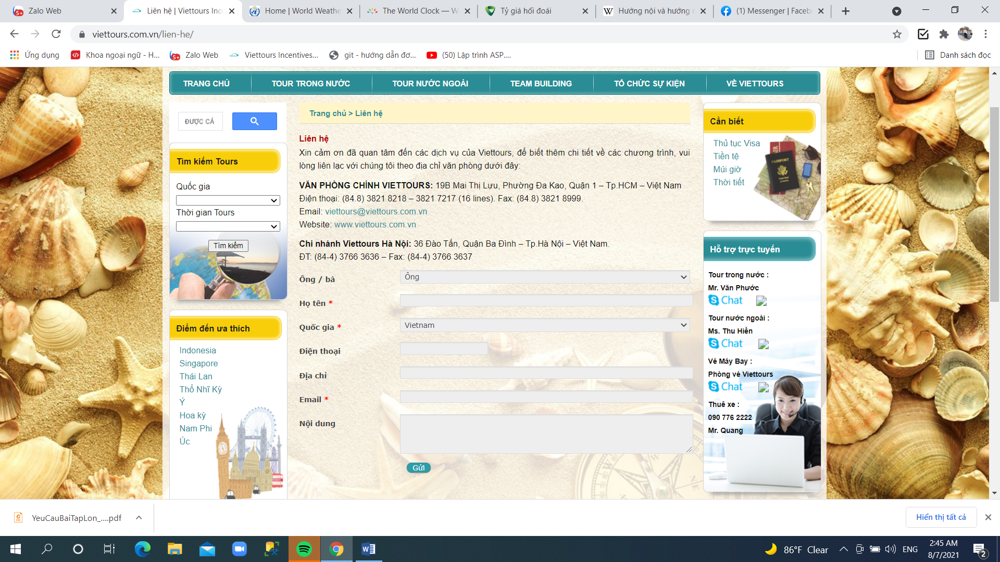 Zalo Web
Liên hệ | Viettours Ince
Home | World Weathe
The World Clock — W
Tỷ giá hối đoái
Hướng nội và hướng n
(1) Messenger | Faceb
viettours.com.vn/lien-he/
Ứng dụng
Khoa ngoại ngữ - H...
Zalo Web
Viettours Incentives...
git - hướng dẫn đơ...
(50) Lập trình ASP....
Danh sách đọc
TRANG CHỦ
TOUR TRONG NƯỚC
TOUR NƯỚC NGOÀI
TEAM BUILDING
TỔ CHỨC SỰ KIỆN
VỀ VIETTOURS
ĐƯỢC CẢ
Tìm kiếm Tours
Quốc gia
Thời gian Tours
Tìm kiếm
Điểm đến ưa thích
Indonesia
Singapore
Thái Lan
Thổ Nhĩ Kỳ
Ý
Hoa kỳ
Nam Phi
Úc
Trang chủ > Liên hệ
Liên hệ
Xin cảm ơn đã quan tâm đến các dịch vụ của Viettours, để biết thêm chi tiết về các chương trình, vui
lòng liên lạc với chúng tôi theo địa chỉ văn phòng dưới đây:
VĂN PHÒNG CHÍNH VIETTOURS: 19B Mai Thị Lựu, Phường Đa Kao, Quận 1 – Tp.HCM – Việt Nam
Điện thoại: (84.8) 3821 8218 – 3821 7217 (16 lines). Fax: (84.8) 3821 8999.
Email: viettours@viettours.com.vn
Website: www.viettours.com.vn
Chi nhánh Viettours Hà Nội: 36 Đào Tấn, Quận Ba Đình – Tp.Hà Nội – Việt Nam.
ĐT: (84-4) 3766 3636 – Fax: (84-4) 3766 3637
Ông / bà
Ông
Họ tên *
Quốc gia *
Vietnam
Điện thoại
Địa chỉ
Email *
Nội dung
Gửi
Cần biết
Thủ tục Visa
Tiền tệ
Múi giờ
Thời tiết
PASSPORT
Hỗ trợ trực tuyến
Tour trong nước :
Mr. Văn Phước
Chat
Tour nước ngoài :
Ms. Thu Hiền
Chat
Vé Máy Bay :
Phòng vé Viettours
Chat
Thuê xe :
090 776 2222
Mr. Quang
YeuCauBaiTapLon_....pdf
Hiển thị tất cả
86°F Clear
ENG
2:45 AM
8/7/2021
2